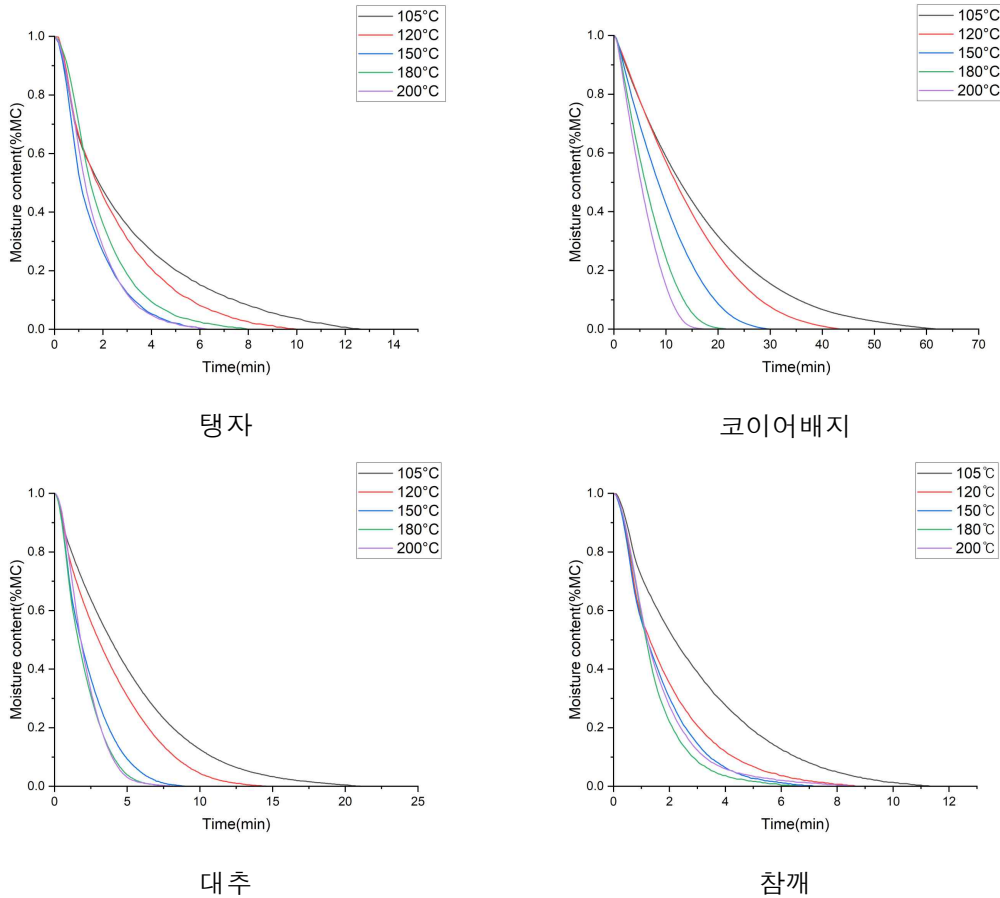 105°C
120°C
150°C
180°C
200°C
Moisture content(%MC)
1.0
0.8
0.6
0.4
0.2
0.0
0 2 4 6 8 10 12 14
Time(min)
탱자
105°C
120°C
150°C
180°C
200°C
Moisture content(%MC)
1.0
0.8
0.6
0.4
0.2
0.0
0 10 20 30 40 50 60 70
Time(min)
코이어배지
105°C
120°C
150°C
180°C
200°C
Moisture content(%MC)
1.0
0.8
0.6
0.4
0.2
0.0
0 5 10 15 20 25
Time(min)
대추
105℃
120℃
150℃
180℃
200℃
Moisture content(%MC)
1.0
0.8
0.6
0.4
0.2
0.0
0 2 4 6 8 10 12
Time(min)
참깨